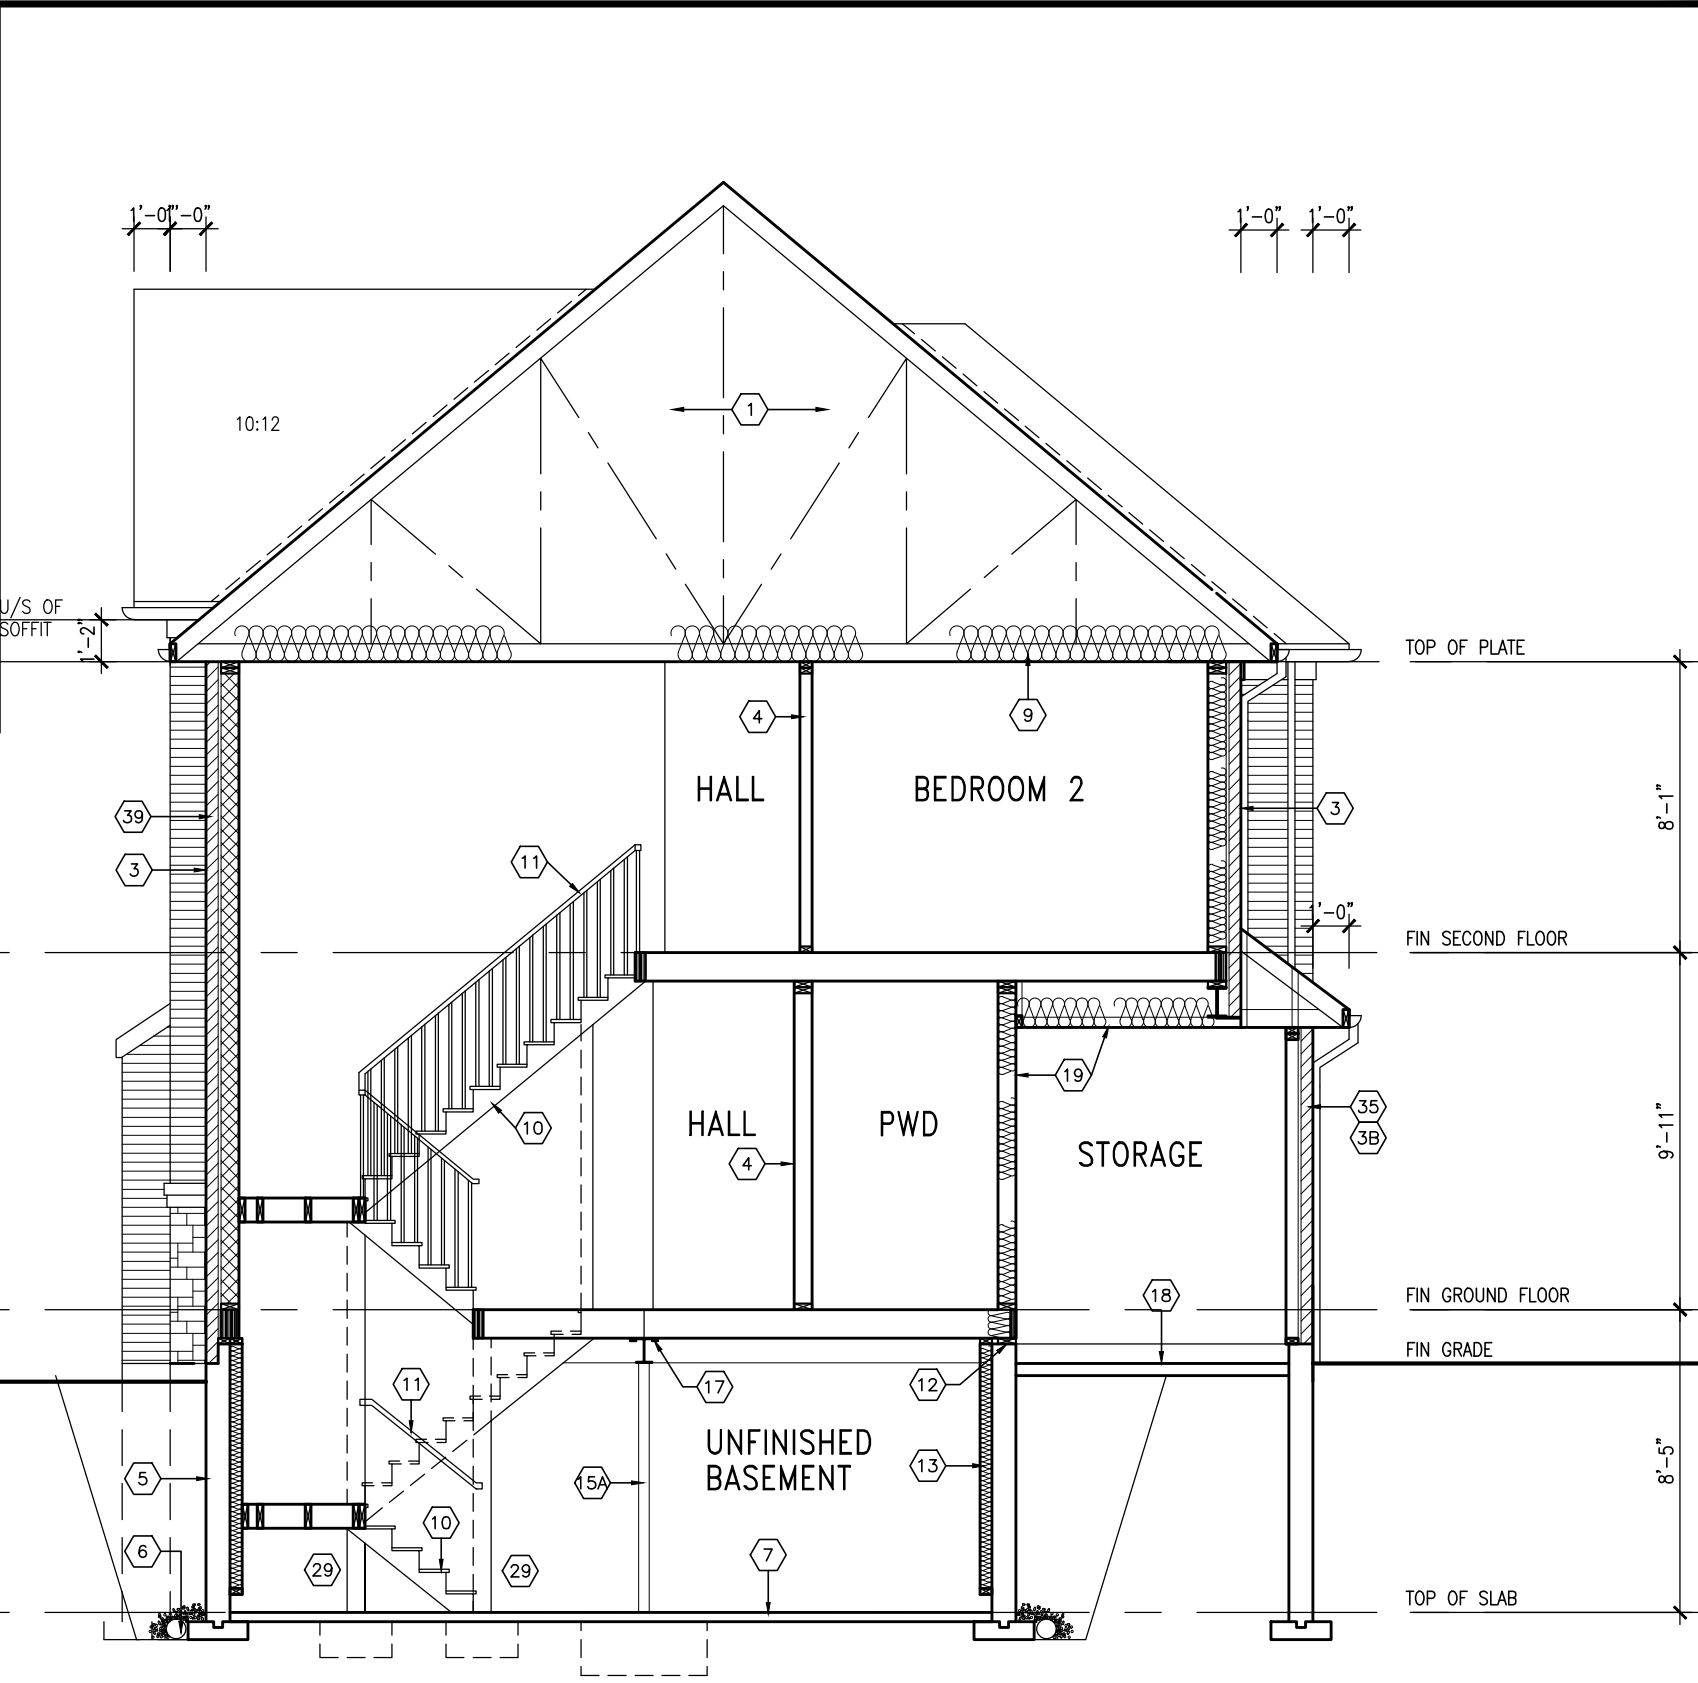 1'-0" 1'-0"
1'-0" 1'-0"
10:12
1
U/S OF
SOFFIT
1'-2"
TOP OF PLATE
4
9
HALL
BEDROOM 2
39
3
3
8'-1"
11
1'-0"
FIN SECOND FLOOR
19
10
HALL
PWD
35
3B
STORAGE
4
9'-11"
18
FIN GROUND FLOOR
FIN GRADE
11
17
12
UNFINISHED
BASEMENT
5
15A
13
8'-5"
10
6
29
29
7
TOP OF SLAB